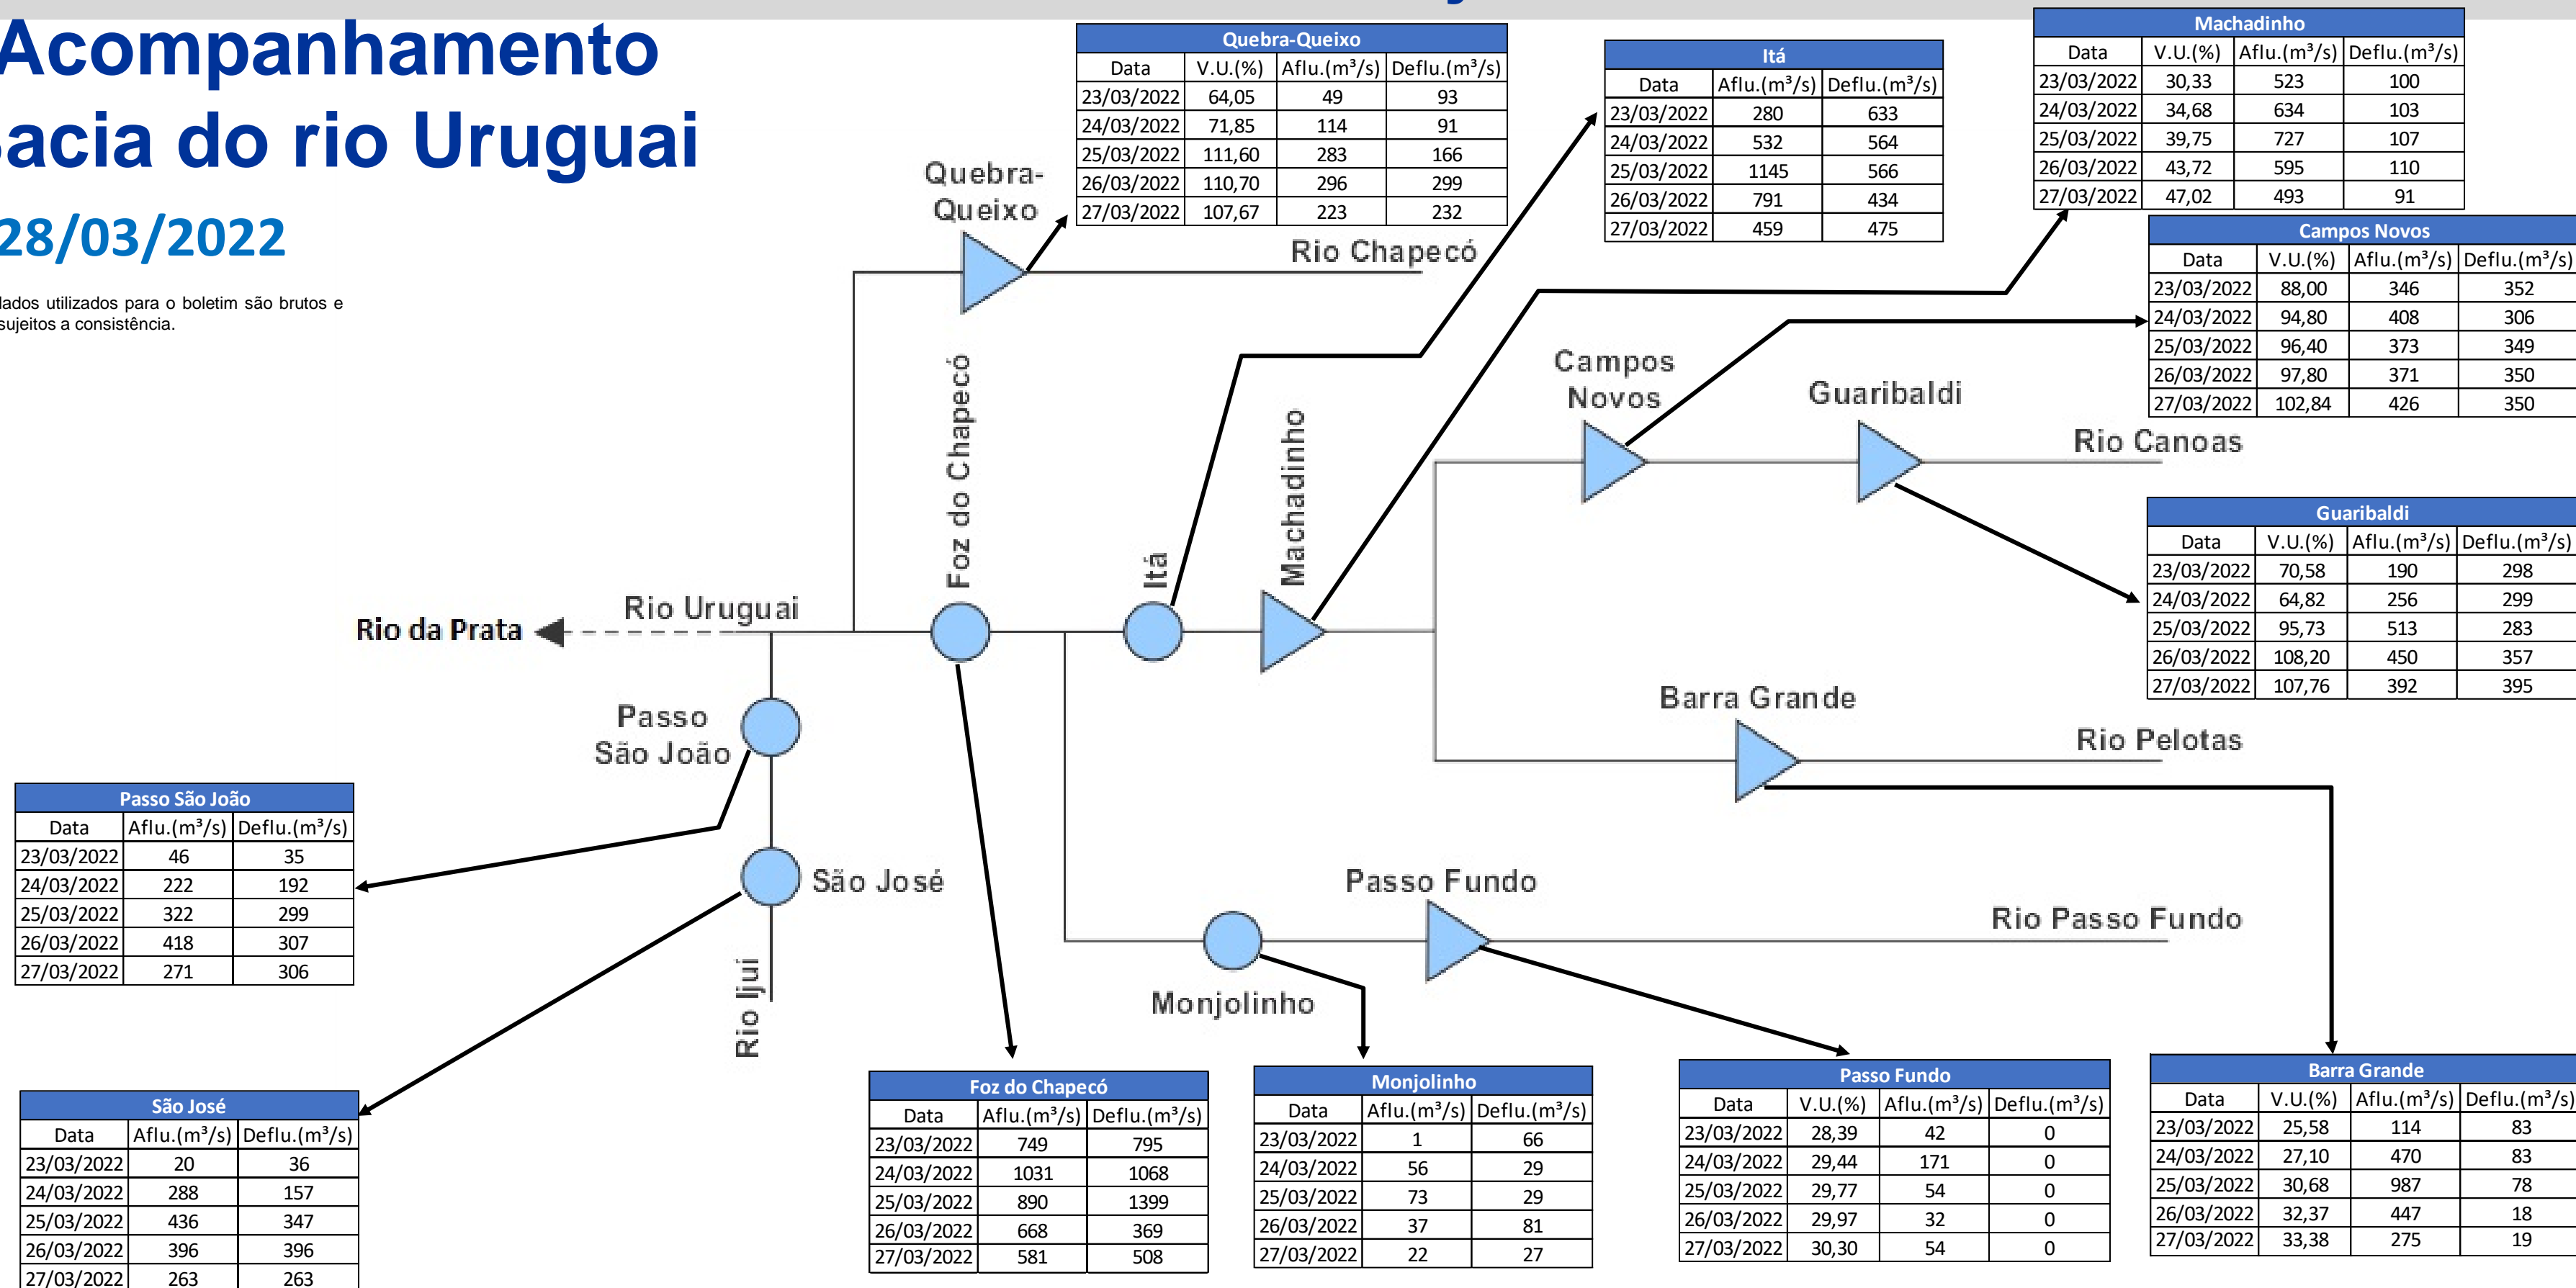 Acompanhamento
Bacia do rio Uruguai
28/03/2022
dados utilizados para o boletim são brutos e
sujeitos a consistência.
Quebra-Queixo
Data V.U.(%) Aflu.(m³/s) Deflu.(m³/s)
23/03/2022 64,05 49 93
24/03/2022 71,85 114 91
25/03/2022 111,60 283 166
26/03/2022 110,70 296 299
27/03/2022 107,67 223 232
Itá
Data Aflu.(m³/s) Deflu.(m³/s)
23/03/2022 280 633
24/03/2022 532 564
25/03/2022 1145 566
26/03/2022 791 434
27/03/2022 459 475
Machadinho
Data V.U.(%) Aflu.(m³/s) Deflu.(m³/s)
23/03/2022 30,33 523 100
24/03/2022 34,68 634 103
25/03/2022 39,75 727 107
26/03/2022 43,72 595 110
27/03/2022 47,02 493 91
Campos Novos
Data V.U.(%) Aflu.(m³/s) Deflu.(m³/s)
23/03/2022 88,00 346 352
24/03/2022 94,80 408 306
25/03/2022 96,40 373 349
26/03/2022 97,80 371 350
27/03/2022 102,84 426 350
Quebra-
Queixo
Rio Chapecó
Foz do Chapecó
Itá
Machadinho
Campos
Novos
Guaribaldi
Rio Canoas
Guaribaldi
Data V.U.(%) Aflu.(m³/s) Deflu.(m³/s)
23/03/2022 70,58 190 298
24/03/2022 64,82 256 299
25/03/2022 95,73 513 283
26/03/2022 108,20 450 357
27/03/2022 107,76 392 395
Rio da Prata
Rio Uruguai
Passo
São João
Barra Grande
Rio Pelotas
São José
Rio Ijui
Passo Fundo
Rio Passo Fundo
Monjolinho
Passo São João
Data Aflu.(m³/s) Deflu.(m³/s)
23/03/2022 46 35
24/03/2022 222 192
25/03/2022 322 299
26/03/2022 418 307
27/03/2022 271 306
São José
Data Aflu.(m³/s) Deflu.(m³/s)
23/03/2022 20 36
24/03/2022 288 157
25/03/2022 436 347
26/03/2022 396 396
27/03/2022 263 263
Foz do Chapecó
Data Aflu.(m³/s) Deflu.(m³/s)
23/03/2022 749 795
24/03/2022 1031 1068
25/03/2022 890 1399
26/03/2022 668 369
27/03/2022 581 508
Monjolinho
Data Aflu.(m³/s) Deflu.(m³/s)
23/03/2022 1 66
24/03/2022 56 29
25/03/2022 73 29
26/03/2022 37 81
27/03/2022 22 27
Passo Fundo
Data V.U.(%) Aflu.(m³/s) Deflu.(m³/s)
23/03/2022 28,39 42 0
24/03/2022 29,44 171 0
25/03/2022 29,77 54 0
26/03/2022 29,97 32 0
27/03/2022 30,30 54 0
Barra Grande
Data V.U.(%) Aflu.(m³/s) Deflu.(m³/s)
23/03/2022 25,58 114 83
24/03/2022 27,10 470 83
25/03/2022 30,68 987 78
26/03/2022 32,37 447 18
27/03/2022 33,38 275 19